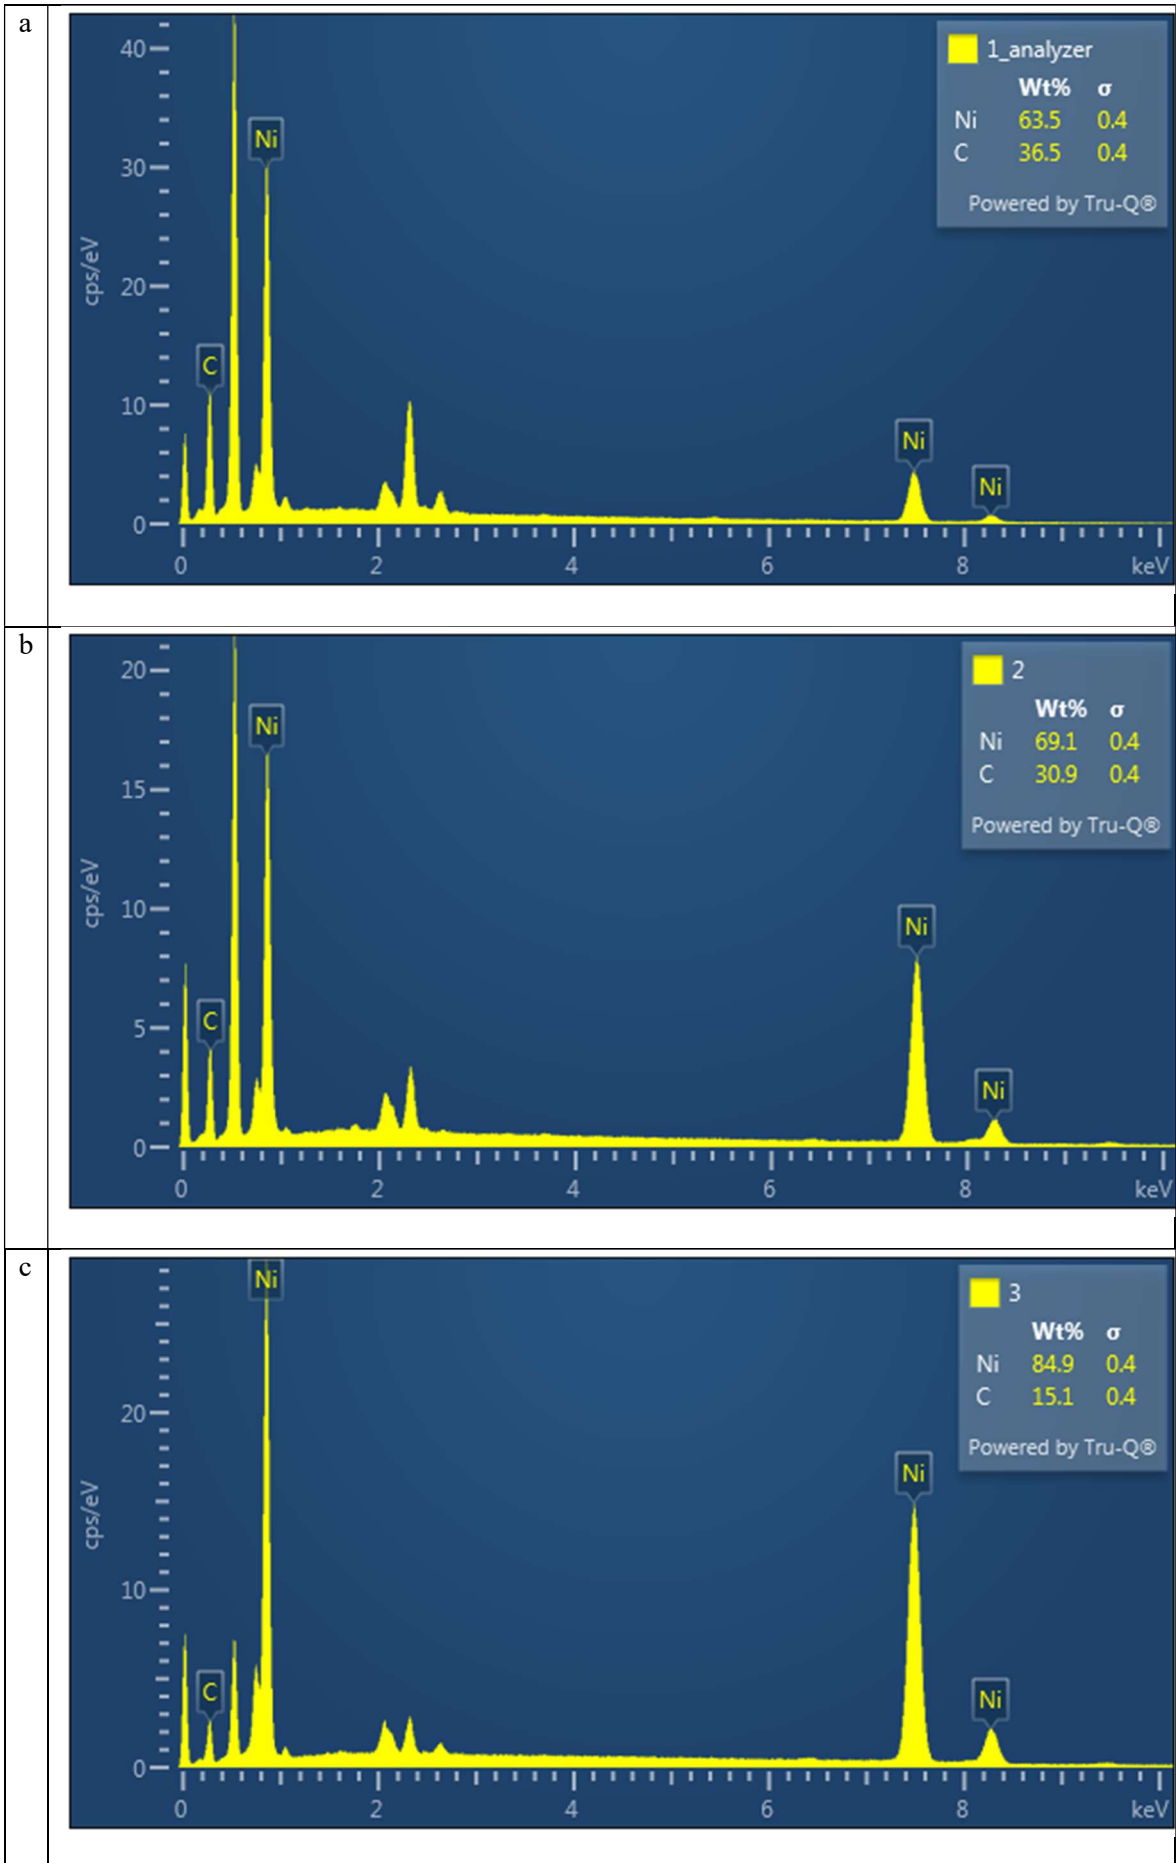 a
1_analyzer
Wt% σ
Ni 63.5 0.4
C 36.5 0.4
Powered by Tru-Q®
cps/eV
40
30
20
10
0
C
Ni
Ni
Ni
0 2 4 6 8 keV
b
2
Wt% σ
Ni 69.1 0.4
C 30.9 0.4
Powered by Tru-Q®
cps/eV
20
15
10
5
0
C
Ni
Ni
Ni
0 2 4 6 8 keV
c
3
Wt% σ
Ni 84.9 0.4
C 15.1 0.4
Powered by Tru-Q®
cps/eV
20
10
0
C
Ni
Ni
Ni
0 2 4 6 8 keV